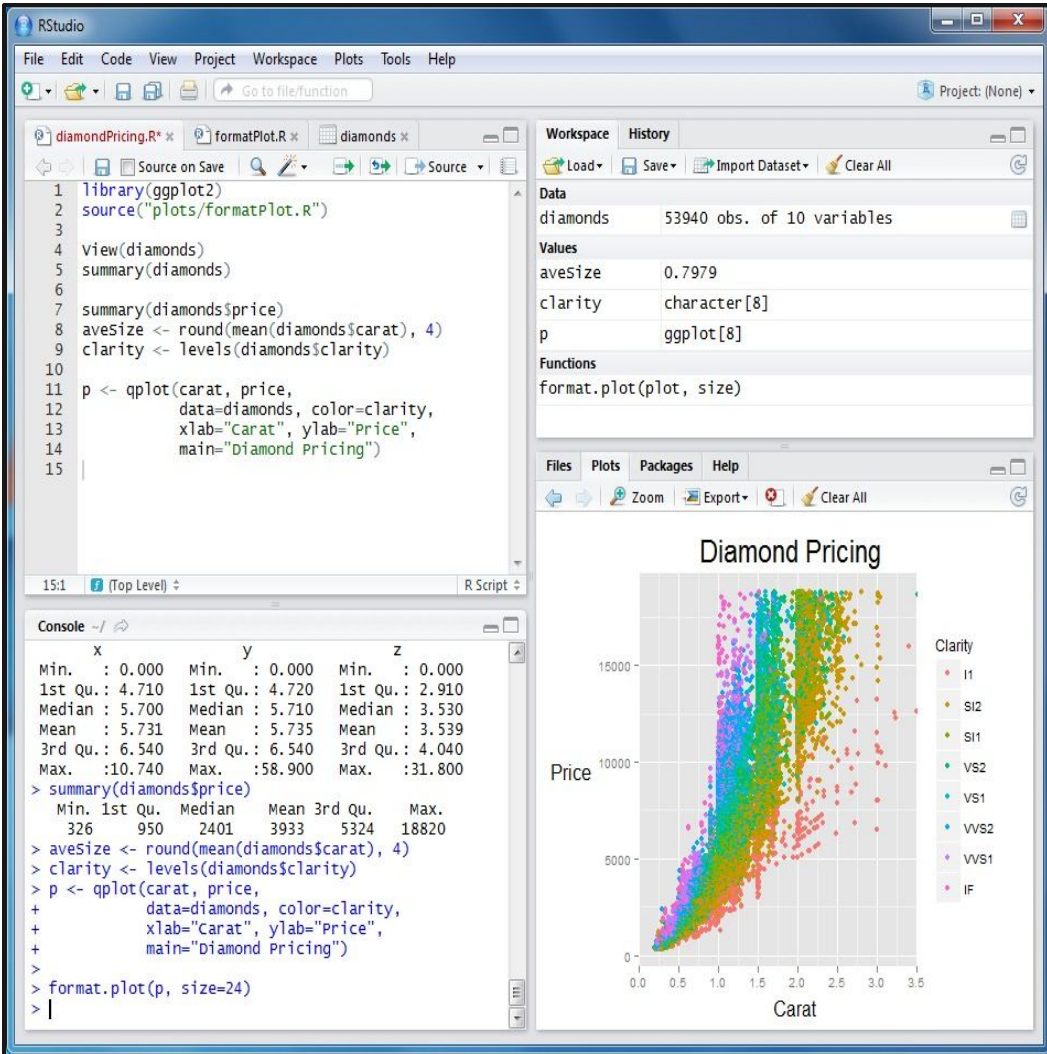 RStudio
File Edit Code View Project Workspace Plots Tools Help
Go to file/function
Project: (None)
diamondPricing.R* × formatPlot.R × diamonds ×
Source on Save Source
1 library(ggplot2)
2 source("plots/formatPlot.R")
3
4 View(diamonds)
5 summary(diamonds)
6
7 summary(diamonds$price)
8 aveSize <- round(mean(diamonds$carat), 4)
9 clarity <- levels(diamonds$clarity)
10
11 p <- qplot(carat, price,
12 data=diamonds, color=clarity,
13 xlab="Carat", ylab="Price",
14 main="Diamond Pricing")
15
15:1 (Top Level) R Script
Console ~/
x y z
Min. : 0.000 Min. : 0.000 Min. : 0.000
1st Qu.: 4.710 1st Qu.: 4.720 1st Qu.: 2.910
Median : 5.700 Median : 5.710 Median : 3.530
Mean : 5.731 Mean : 5.735 Mean : 3.539
3rd Qu.: 6.540 3rd Qu.: 6.540 3rd Qu.: 4.040
Max. :10.740 Max. :58.900 Max. :31.800
> summary(diamonds$price)
Min. 1st Qu. Median Mean 3rd Qu. Max.
326 950 2401 3933 5324 18820
> aveSize <- round(mean(diamonds$carat), 4)
> clarity <- levels(diamonds$clarity)
> p <- qplot(carat, price,
+ data=diamonds, color=clarity,
+ xlab="Carat", ylab="Price",
+ main="Diamond Pricing")
>
> format.plot(p, size=24)
>
Workspace History
Load Save Import Dataset Clear All
Data
diamonds 53940 obs. of 10 variables
Values
aveSize 0.7979
clarity character[8]
p ggplot[8]
Functions
format.plot(plot, size)
Files Plots Packages Help
Zoom Export Clear All
Diamond Pricing
Price
15000
10000
5000
0
0.0 0.5 1.0 1.5 2.0 2.5 3.0 3.5
Carat
Clarity
I1
SI2
SI1
VS2
VS1
VVS2
VVS1
IF